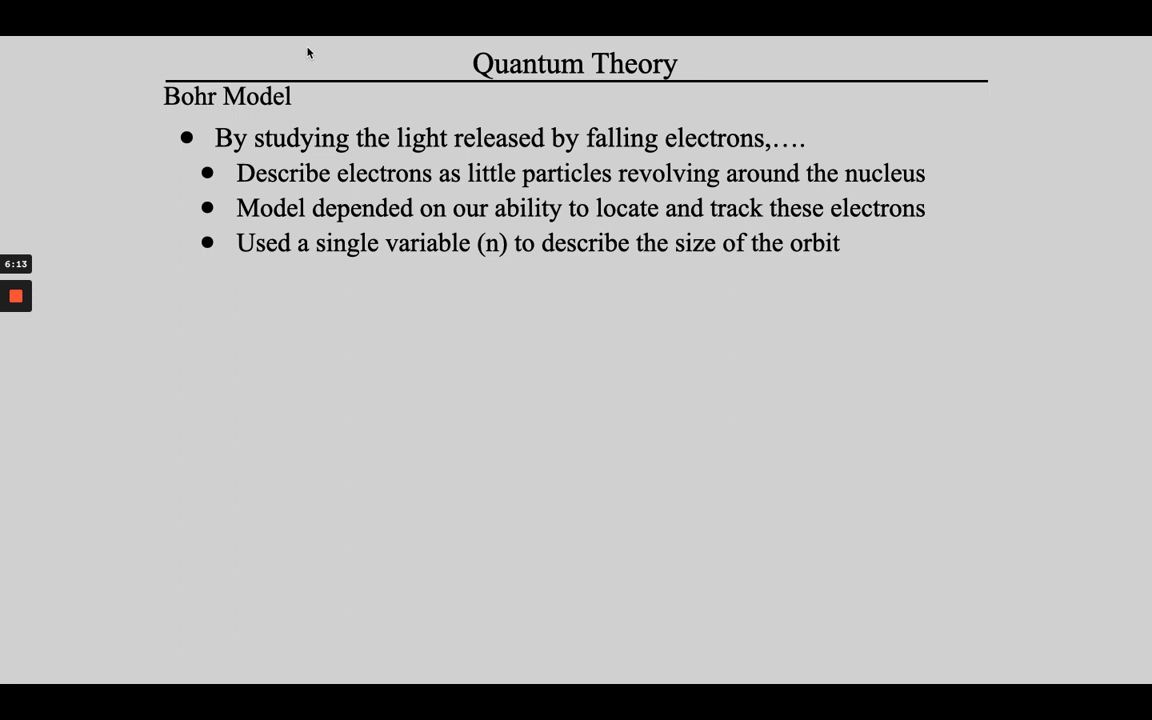 Quantum Theory
Bohr Model
● By studying the light released by falling electrons,….
● Describe electrons as little particles revolving around the nucleus
● Model depended on our ability to locate and track these electrons
● Used a single variable (n) to describe the size of the orbit
6:13